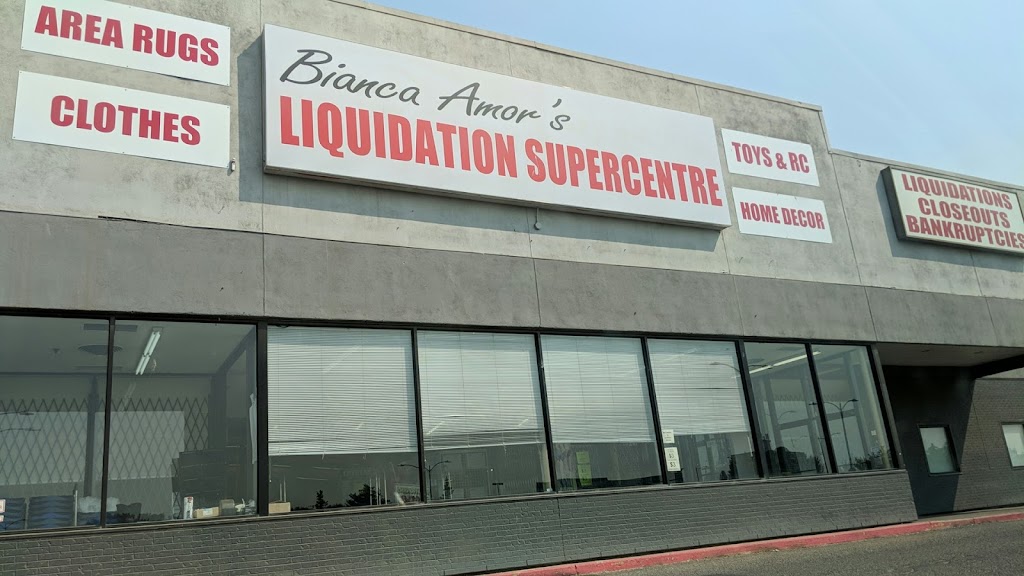 AREA RUGS
CLOTHES
Bianca Amor's
LIQUIDATION SUPERCENTRE
TOYS & RC
HOME DECOR
LIQUIDATIONS
CLOSEOUTS
BANKRUPTCIES